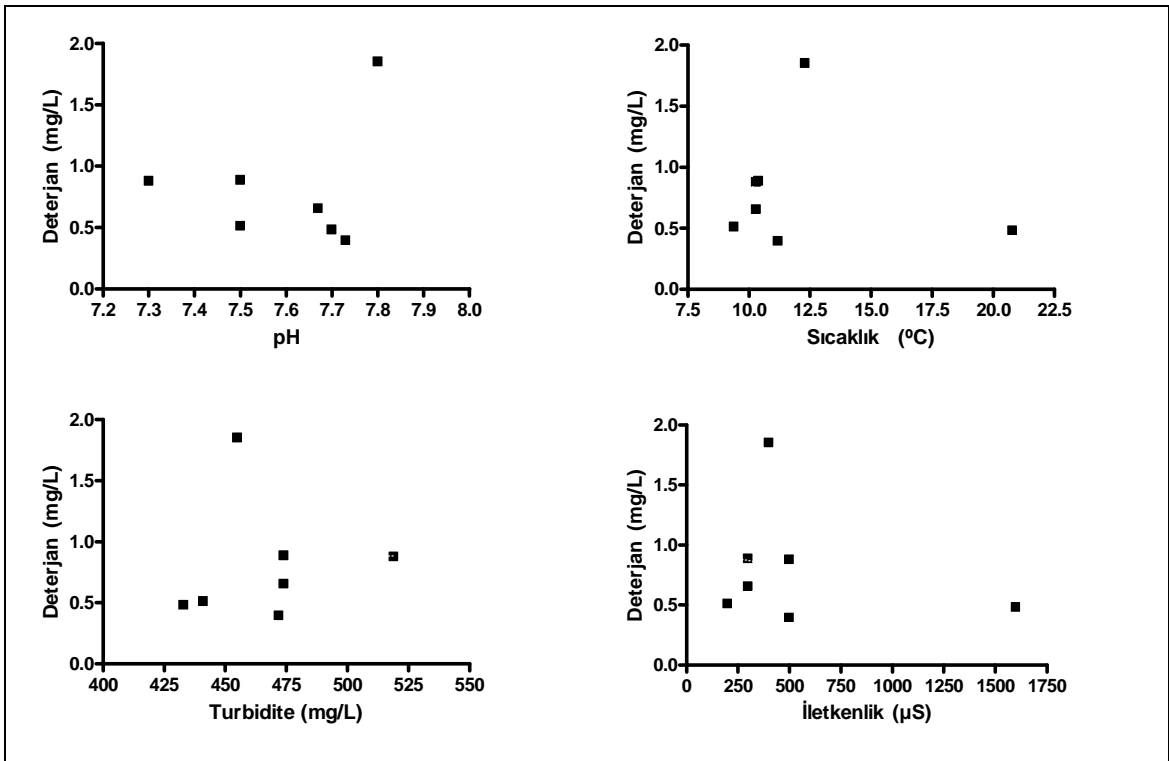 2.0
1.5
1.0
0.5
0.0
Deterjan (mg/L)
7.2 7.3 7.4 7.5 7.6 7.7 7.8 7.9 8.0
pH
2.0
1.5
1.0
0.5
0.0
Deterjan (mg/L)
7.5 10.0 12.5 15.0 17.5 20.0 22.5
Sıcaklık (ºC)
2.0
1.5
1.0
0.5
0.0
Deterjan (mg/L)
400 425 450 475 500 525 550
Turbidite (mg/L)
2.0
1.5
1.0
0.5
0.0
Deterjan (mg/L)
0 250 500 750 1000 1250 1500 1750
İletkenlik (µS)